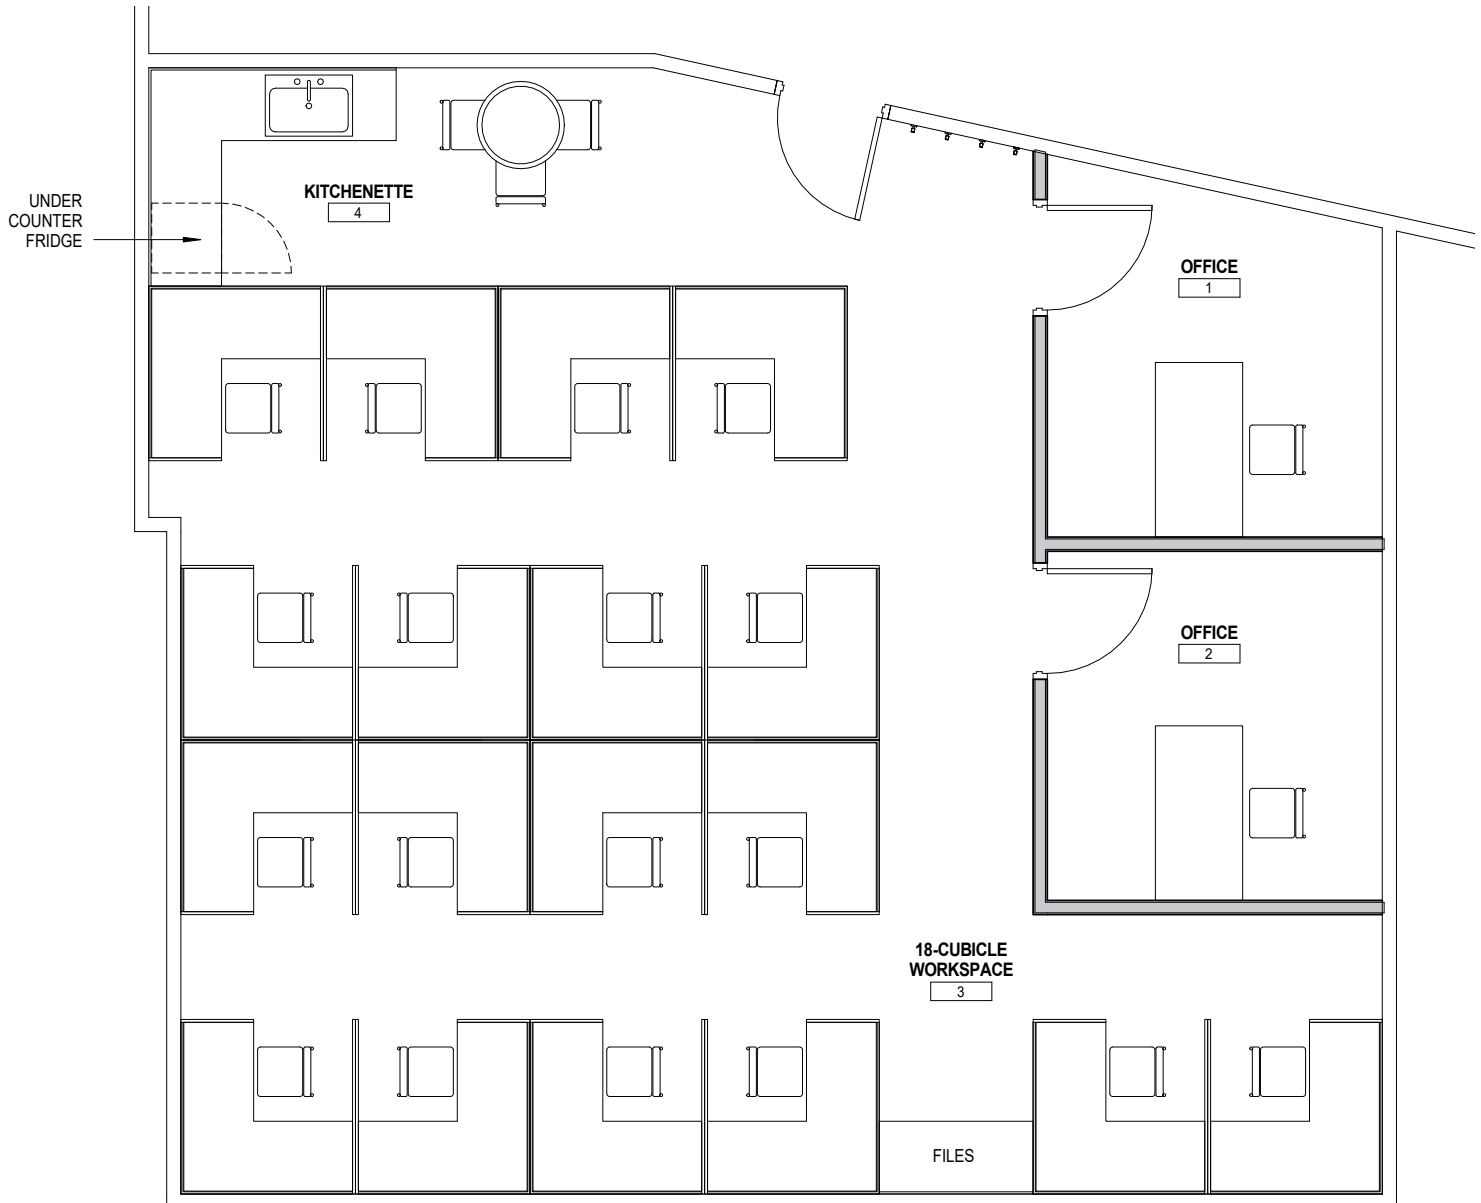 UNDER
COUNTER
FRIDGE
KITCHENETTE
4
OFFICE
1
OFFICE
2
18-CUBICLE
WORKSPACE
3
FILES